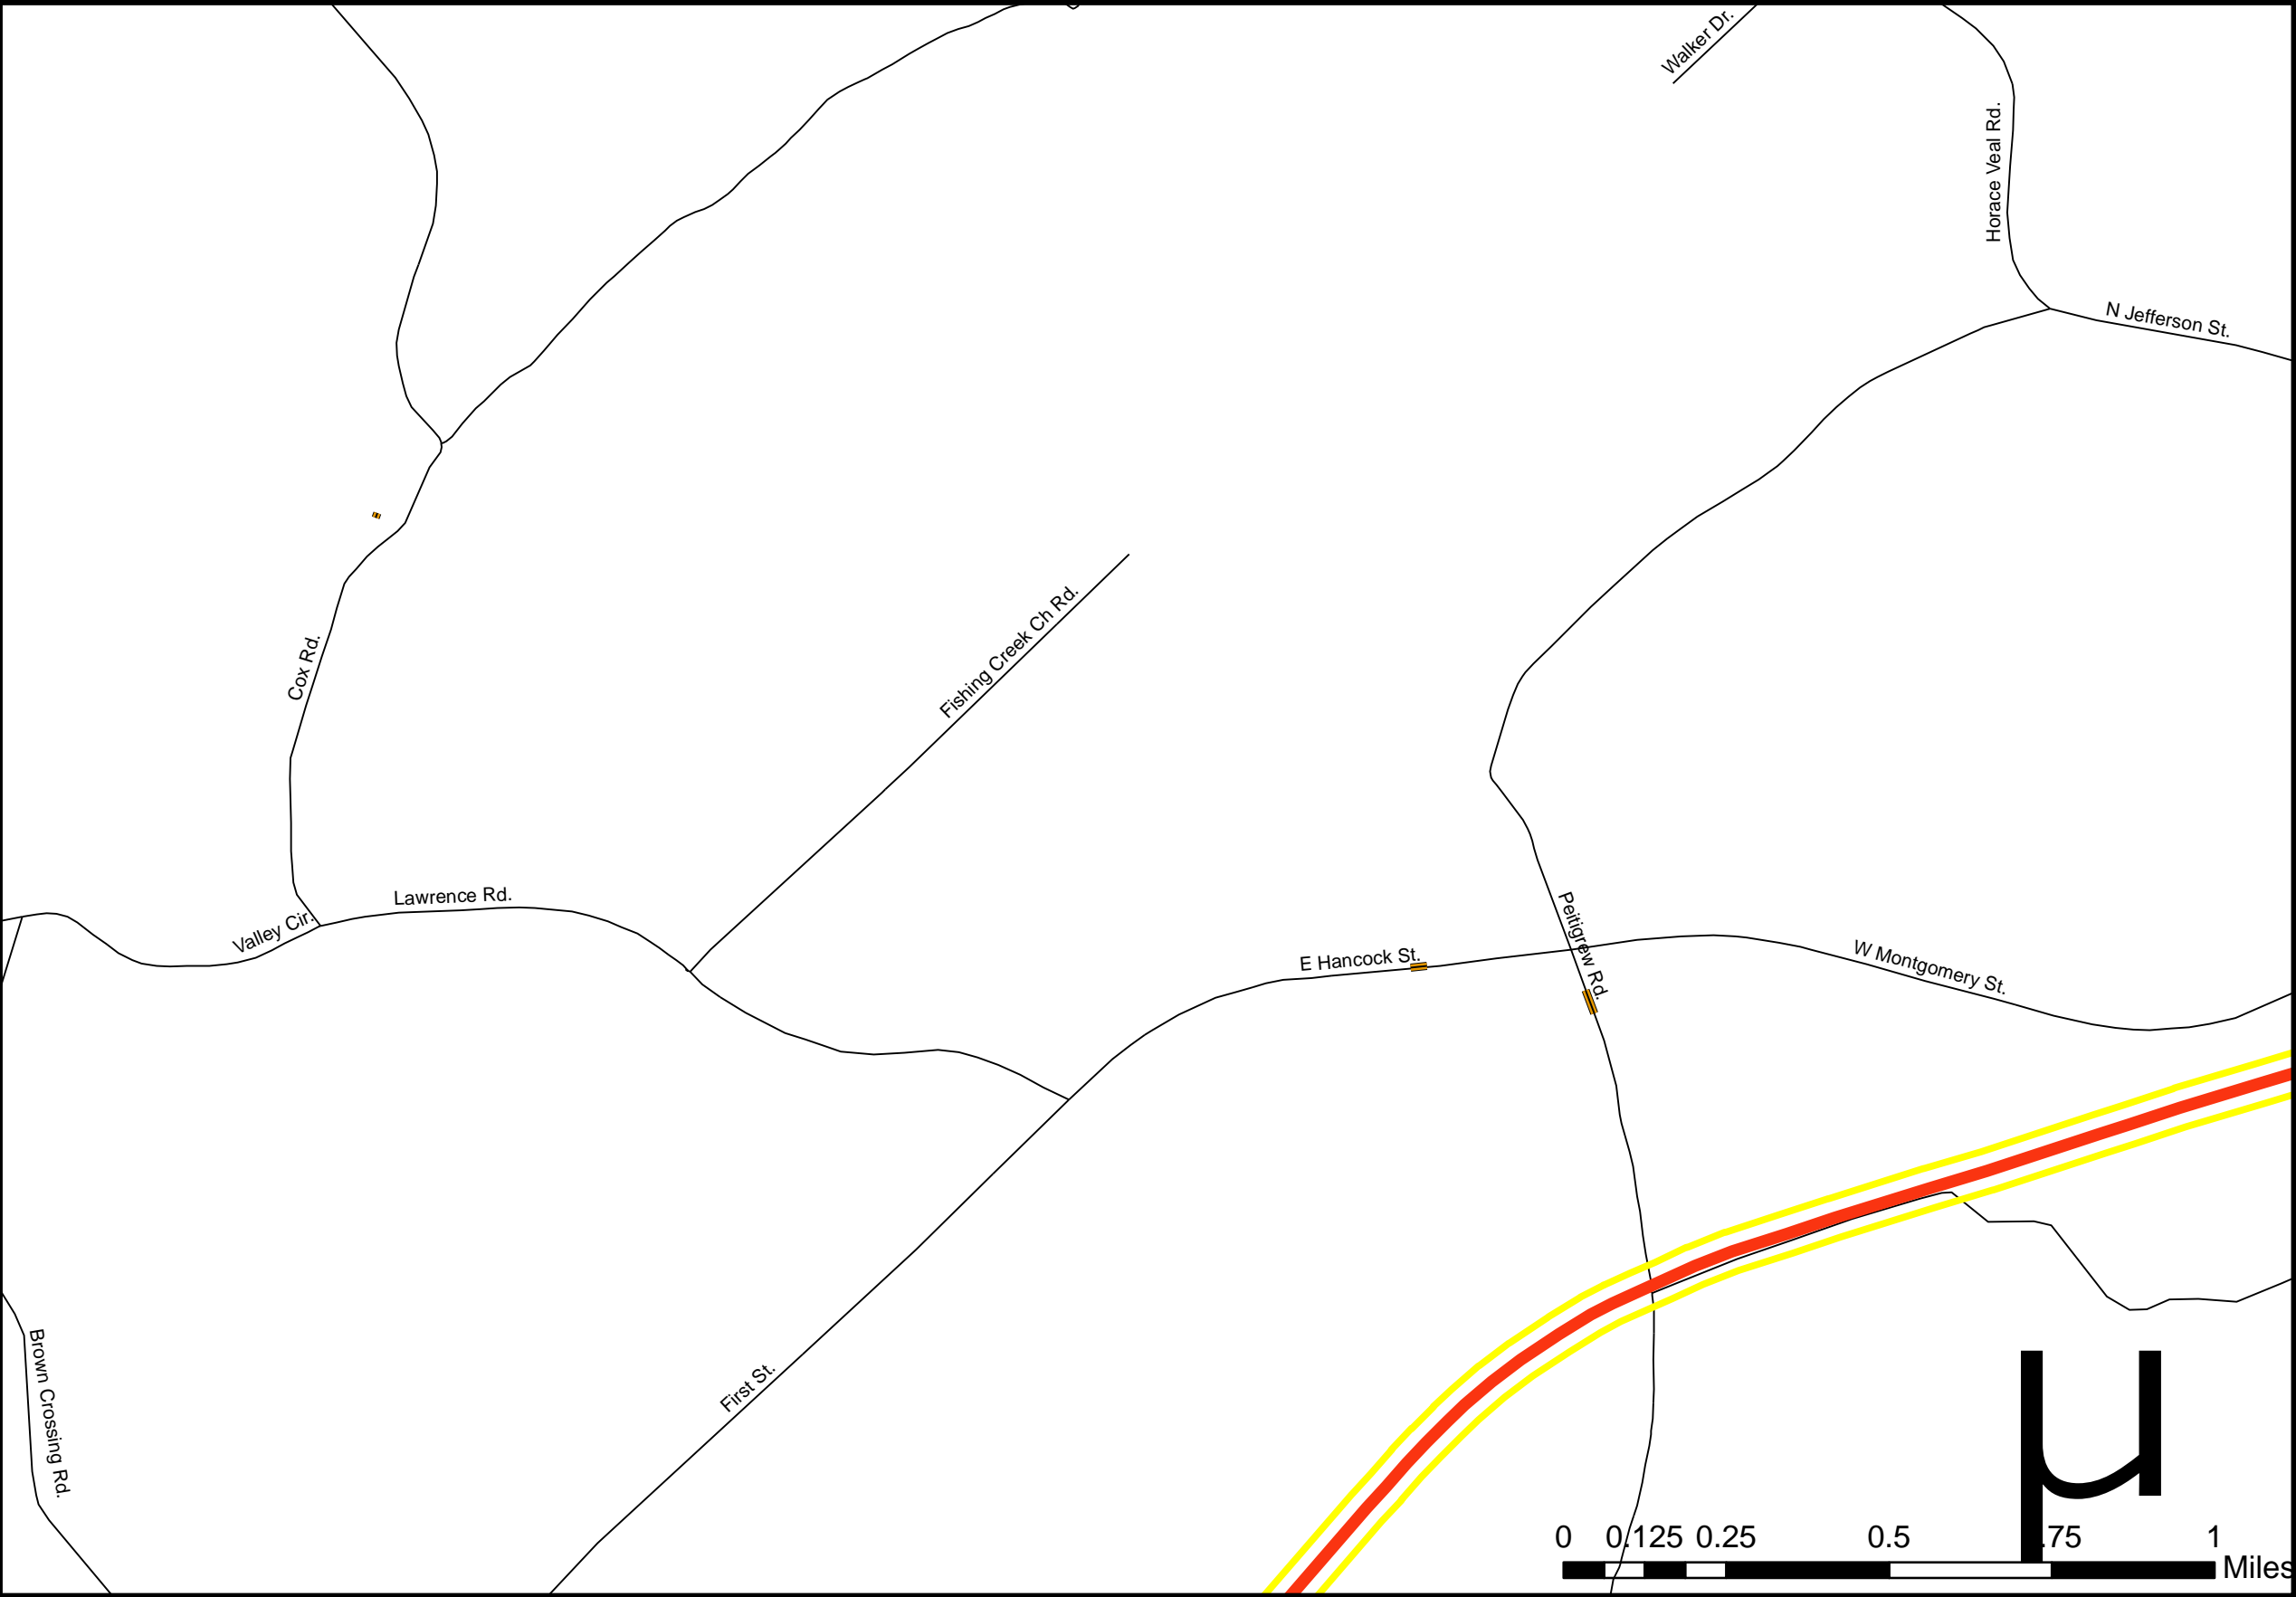 Walker Dr.
Horace Veal Rd.
N Jefferson St.
Cox Rd.
Fishing Creek Ch Rd.
Lawrence Rd.
Valley Cir.
Peitigrew Rd.
E Hancock St.
W Montgomery St.
Brown Crossing Rd.
First St.
µ
0 0.125 0.25 0.5 .75 1
Miles